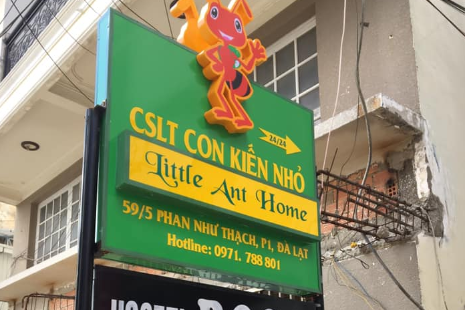 24/24
CSLT CON KIẾN NHỎ
Little Ant Home
59/5 PHAN NHƯ THẠCH, P1, ĐÀ LẠT
Hotline: 0971. 788 801